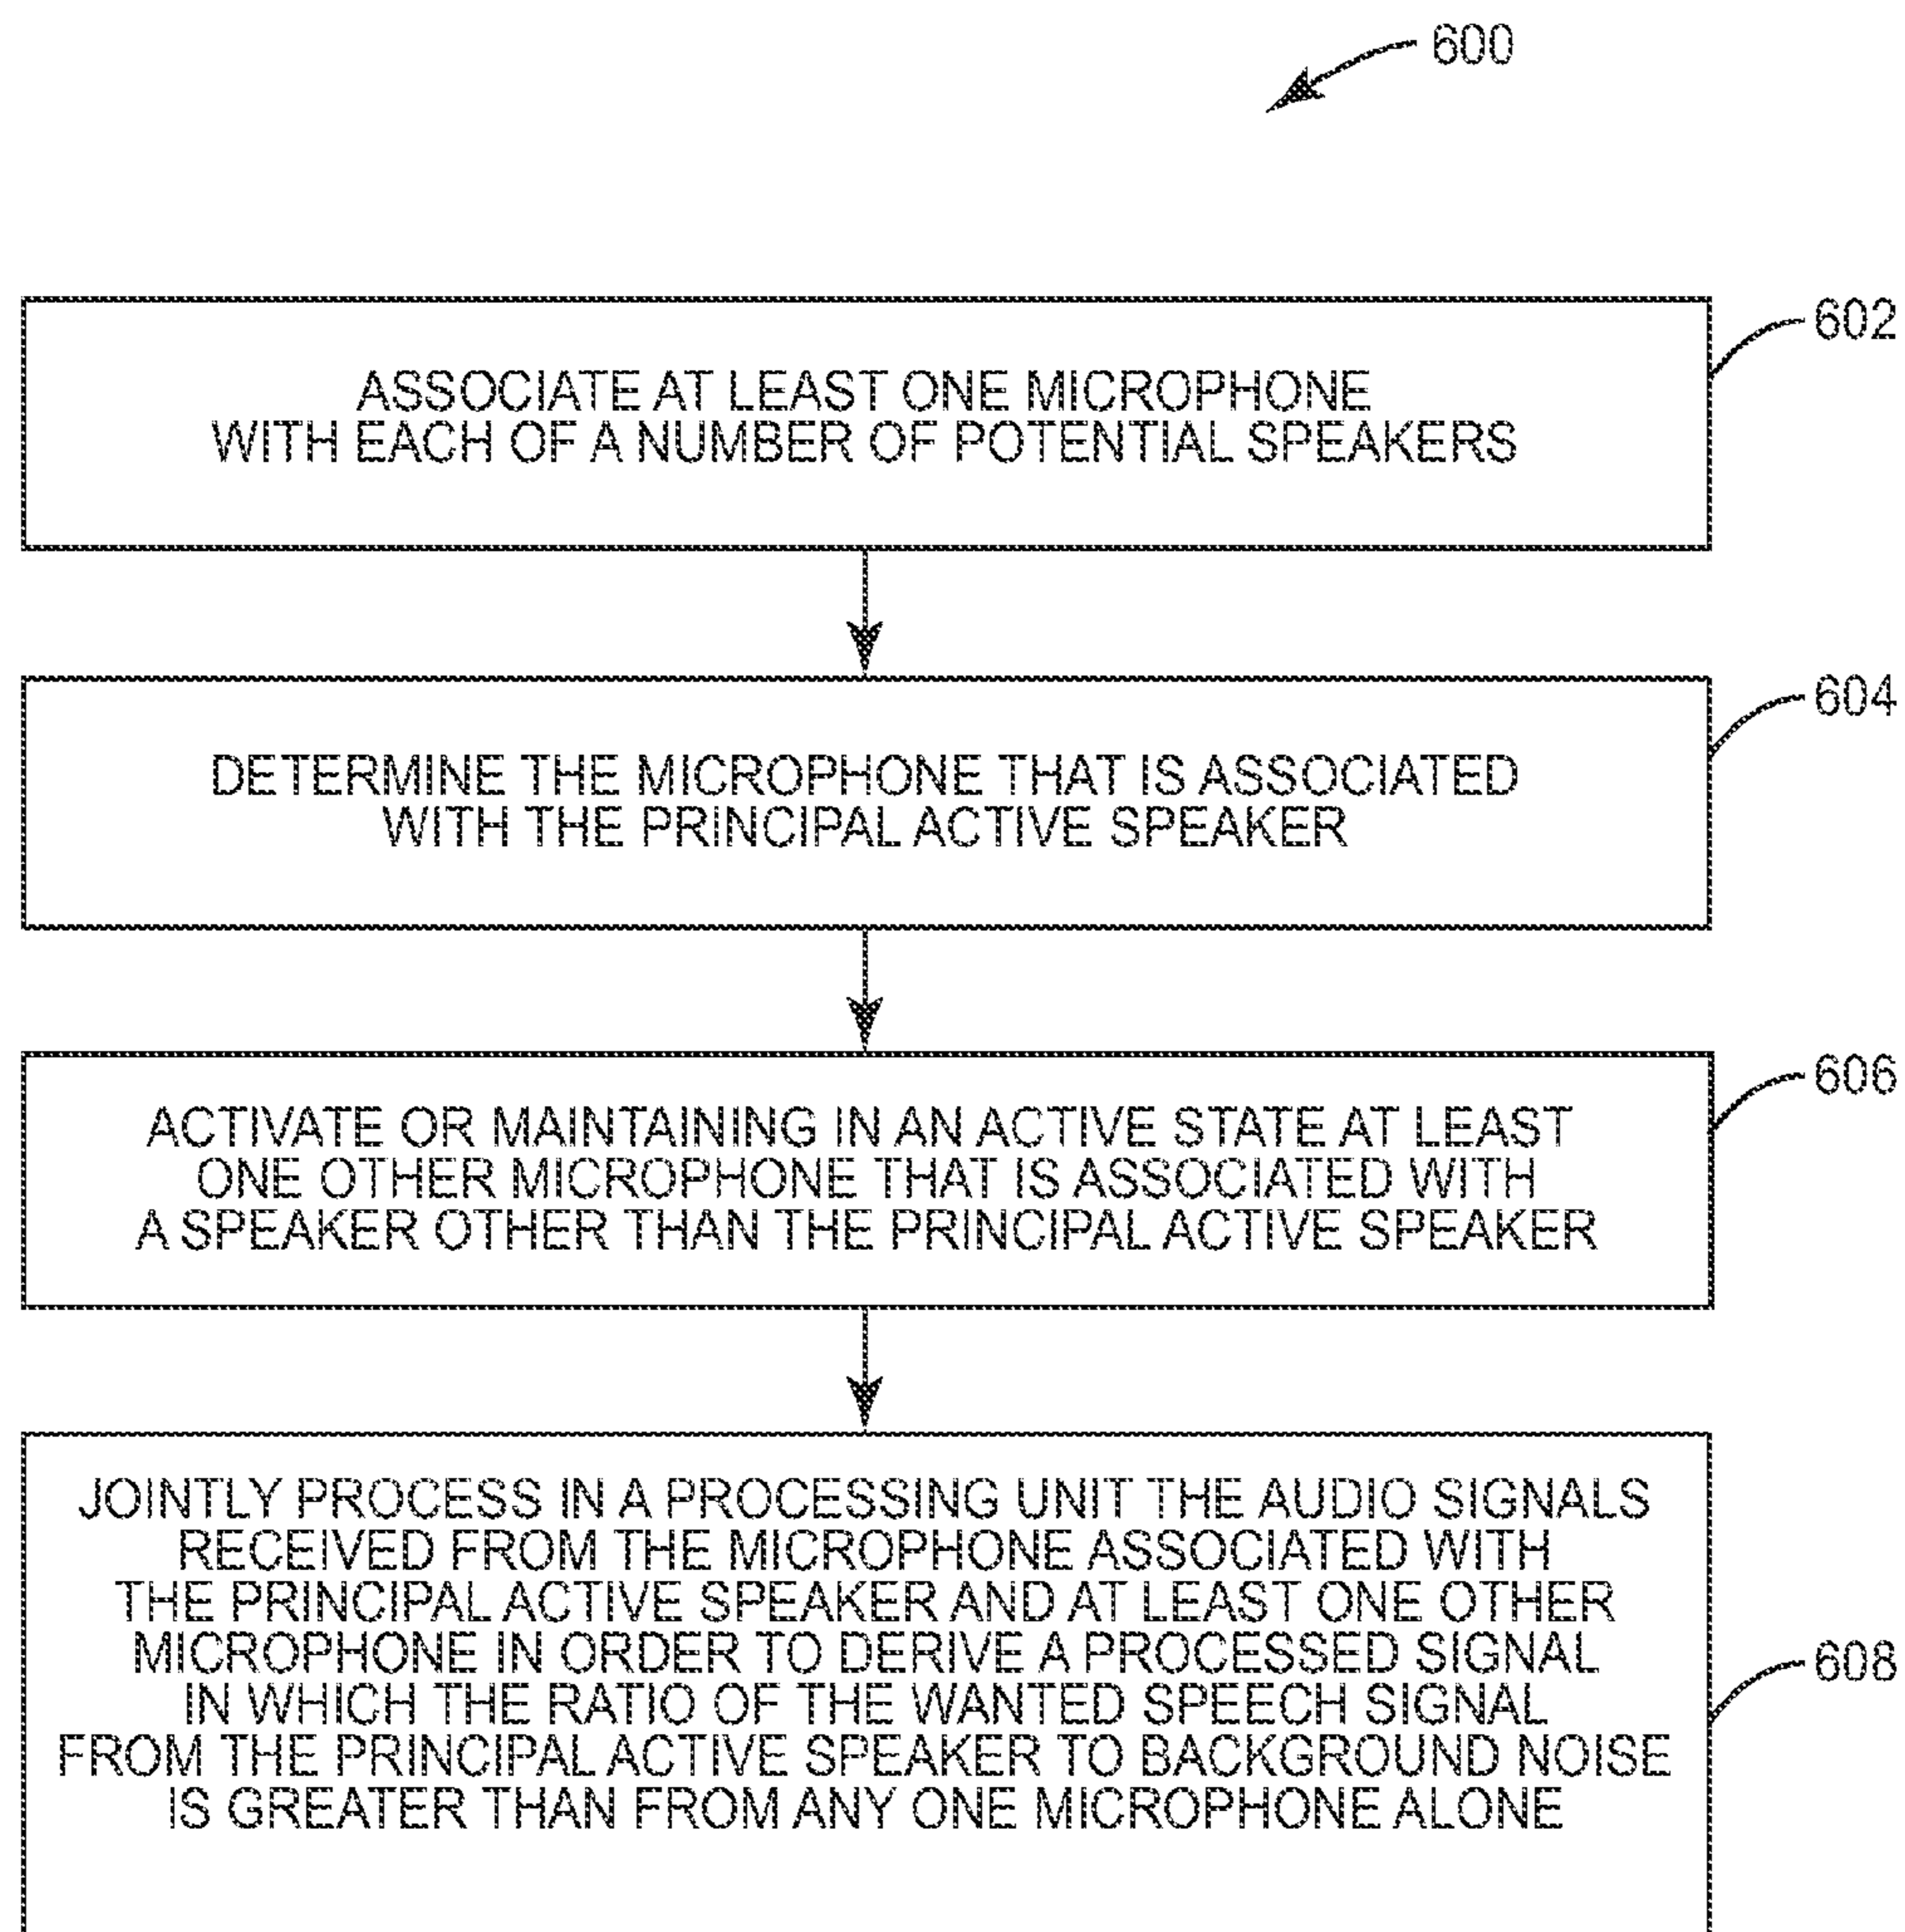 600
602
ASSOCIATE AT LEAST ONE MICROPHONE
WITH EACH OF A NUMBER OF POTENTIAL SPEAKERS
604
DETERMINE THE MICROPHONE THAT IS ASSOCIATED
WITH THE PRINCIPAL ACTIVE SPEAKER
606
ACTIVATE OR MAINTAINING IN AN ACTIVE STATE AT LEAST
ONE OTHER MICROPHONE THAT IS ASSOCIATED WITH
A SPEAKER OTHER THAN THE PRINCIPAL ACTIVE SPEAKER
JOINTLY PROCESS IN A PROCESSING UNIT THE AUDIO SIGNALS
RECEIVED FROM THE MICROPHONE ASSOCIATED WITH
THE PRINCIPAL ACTIVE SPEAKER AND AT LEAST ONE OTHER
MICROPHONE IN ORDER TO DERIVE A PROCESSED SIGNAL
608
IN WHICH THE RATIO OF THE WANTED SPEECH SIGNAL
FROM THE PRINCIPAL ACTIVE SPEAKER TO BACKGROUND NOISE
IS GREATER THAN FROM ANY ONE MICROPHONE ALONE